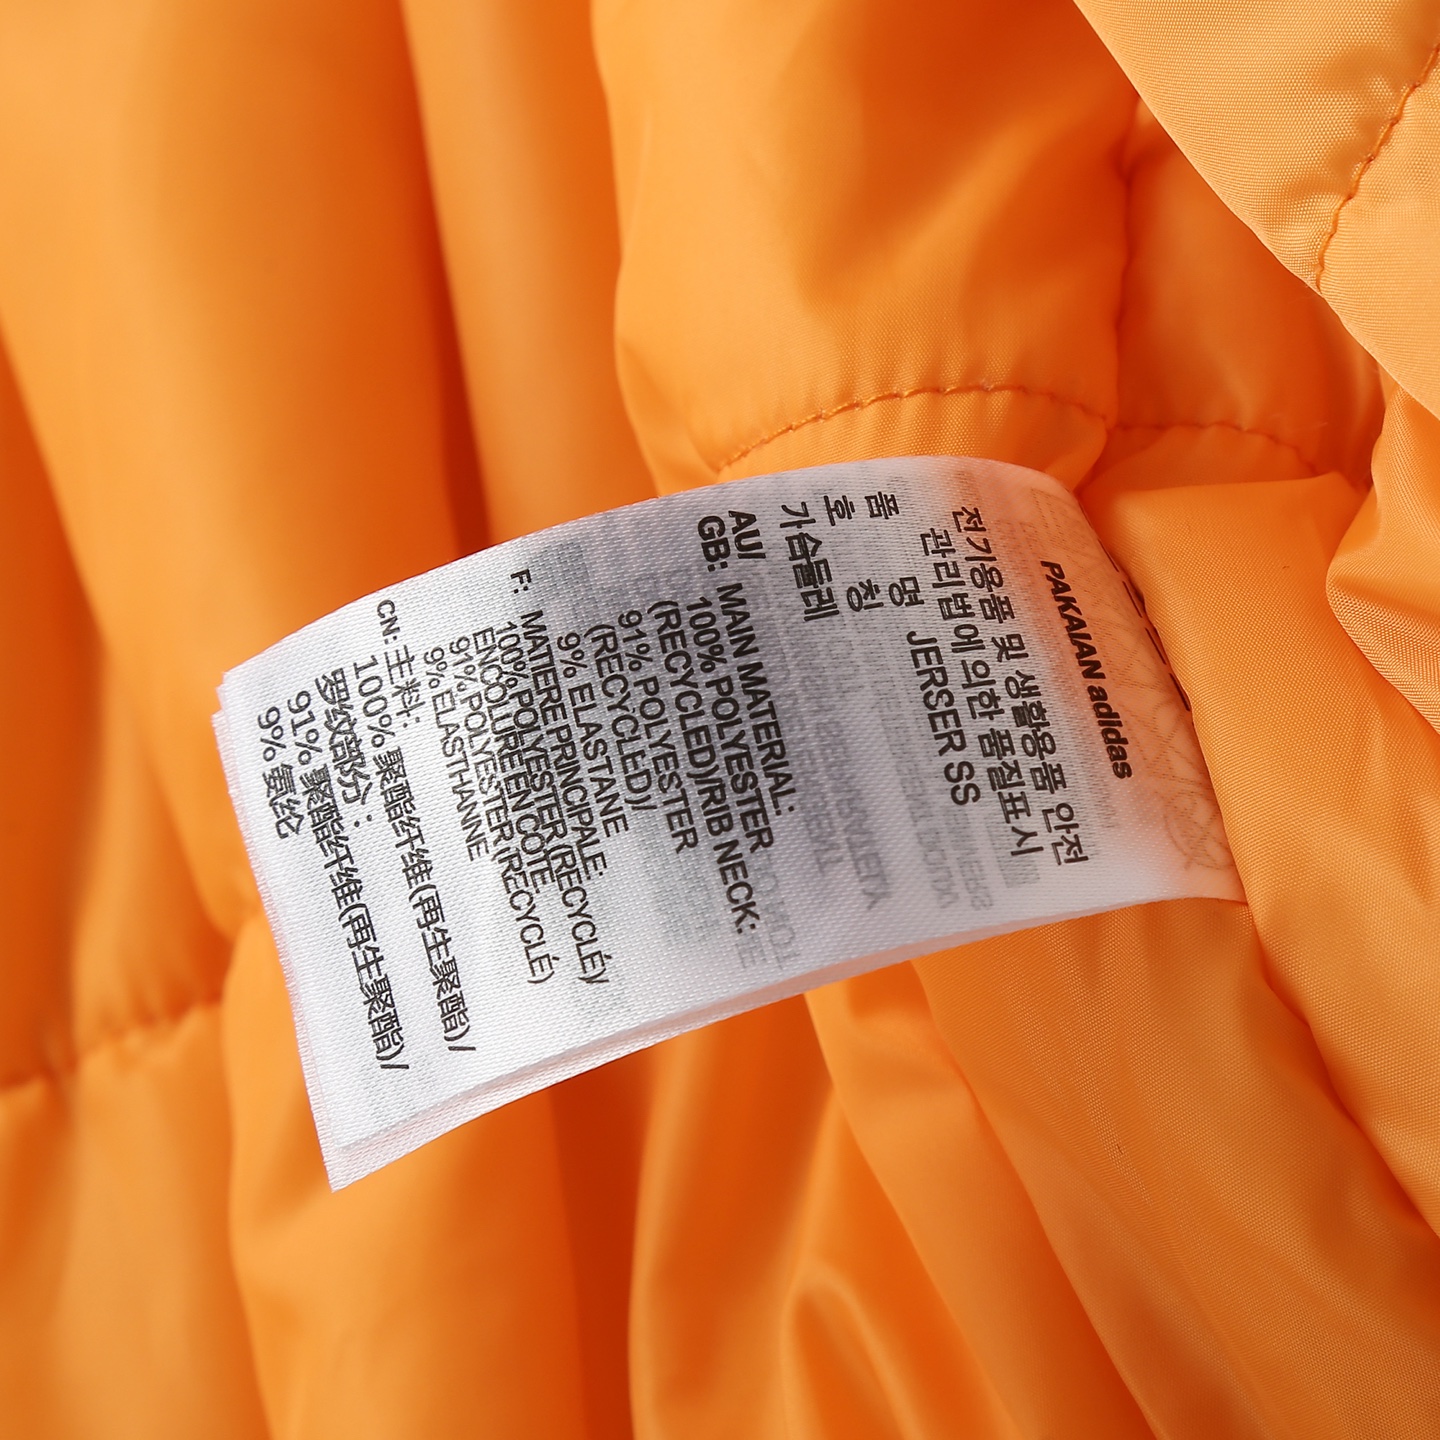 PAKAIAN adidas
전기용품 및 생활용품 안전
관리법에 의한 품질표시
품 명 JERSER SS
호 칭
가슴둘레
AU/
GB: MAIN MATERIAL:
100% POLYESTER
(RECYCLED)/RIB NECK:
91% POLYESTER
(RECYCLED)/
9% ELASTANE
F: MATIERE PRINCIPALE:
100% POLYESTER (RECYCLÉ)/
ENCOLURE EN CÔTE:
91% POLYESTER (RECYCLÉ)
9% ELASTHANNE
CN: 主料:
100% 聚酯纤维(再生聚酯)/
罗纹部分:
91% 聚酯纤维(再生聚酯)/
9% 氨纶